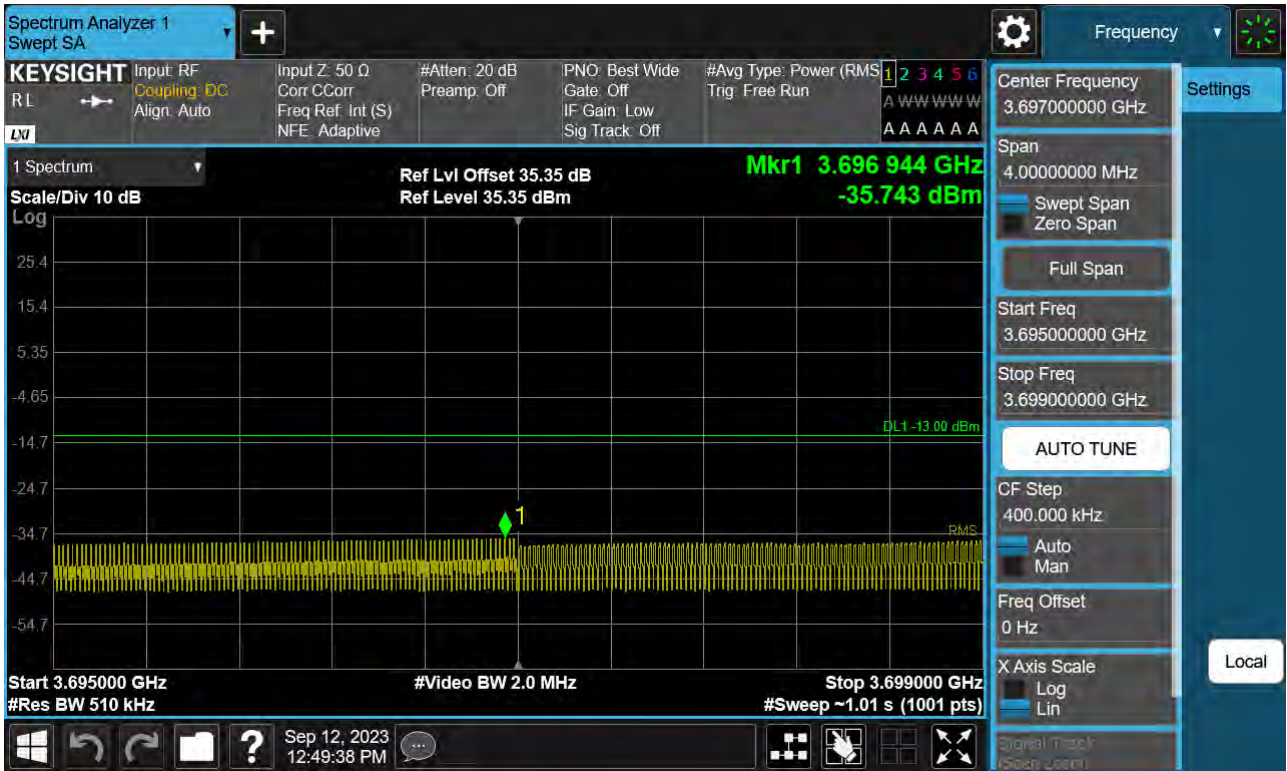 Spectrum Analyzer 1
Swept SA
+
Frequency
KEYSIGHT
RL
LXI
Input: RF
Coupling: DC
Align: Auto
Input Z: 50 Ω
Corr CCorr
Freq Ref: Int (S)
NFE: Adaptive
#Atten: 20 dB
Preamp: Off
PNO: Best Wide
Gate: Off
IF Gain: Low
Sig Track: Off
#Avg Type: Power (RMS
Trig: Free Run
1 2 3 4 5 6
A W W W W W
A A A A A A
1 Spectrum
Scale/Div 10 dB
Log
Ref Lvl Offset 35.35 dB
Ref Level 35.35 dBm
Mkr1 3.696 944 GHz
-35.743 dBm
25.4
15.4
5.35
-4.65
-14.7
-24.7
-34.7
-44.7
-54.7
DL1 -13.00 dBm
1
RMS
Start 3.695000 GHz
#Res BW 510 kHz
#Video BW 2.0 MHz
Stop 3.699000 GHz
#Sweep ~1.01 s (1001 pts)
Center Frequency
3.697000000 GHz
Span
4.00000000 MHz
Swept Span
Zero Span
Full Span
Start Freq
3.695000000 GHz
Stop Freq
3.699000000 GHz
AUTO TUNE
CF Step
400.000 kHz
Auto
Man
Freq Offset
0 Hz
X Axis Scale
Log
Lin
Signal Track
(Span Zoom)
Settings
Local
?
Sep 12, 2023
12:49:38 PM